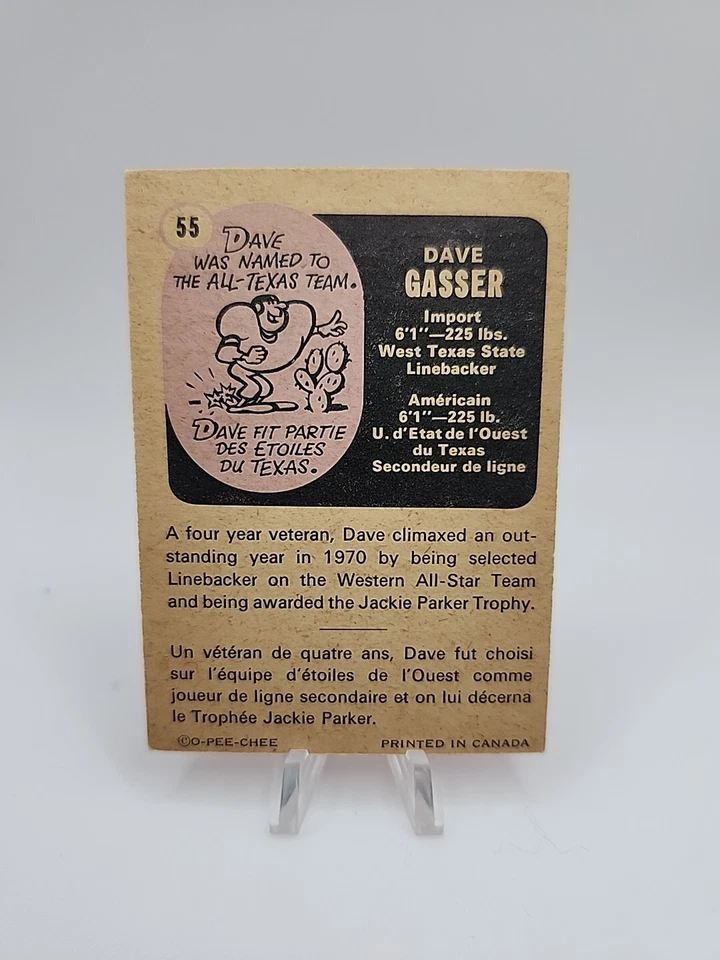 55
DAVE
WAS NAMED TO
THE ALL-TEXAS TEAM.
DAVE FIT PARTIE
DES ETOILES
DU TEXAS.
DAVE
GASSER
Import
6'1"—225 lbs.
West Texas State
Linebacker
Américain
6'1"—225 lb.
U. d'Etat de l'Ouest
du Texas
Secondeur de ligne
A four year veteran, Dave climaxed an out-
standing year in 1970 by being selected
Linebacker on the Western All-Star Team
and being awarded the Jackie Parker Trophy.
Un vétéran de quatre ans, Dave fut choisi
sur l'équipe d'étoiles de l'Ouest comme
joueur de ligne secondaire et on lui décerna
le Trophée Jackie Parker.
©O-PEE-CHEE PRINTED IN CANADA